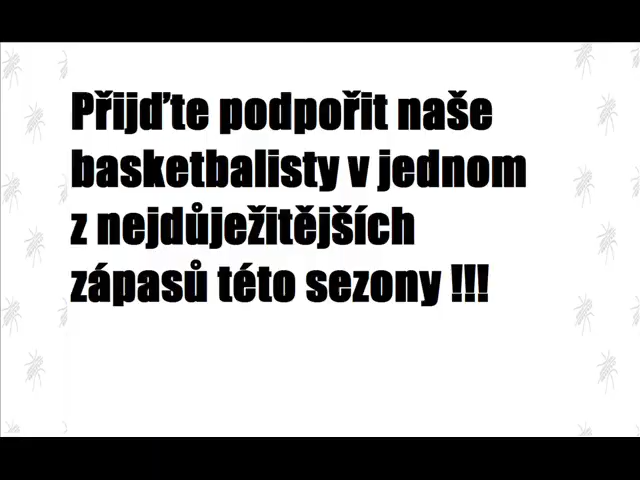 Přijďte podpořit naše
basketbalisty v jednom
z nejdůježitějších
zápasů této sezony !!!